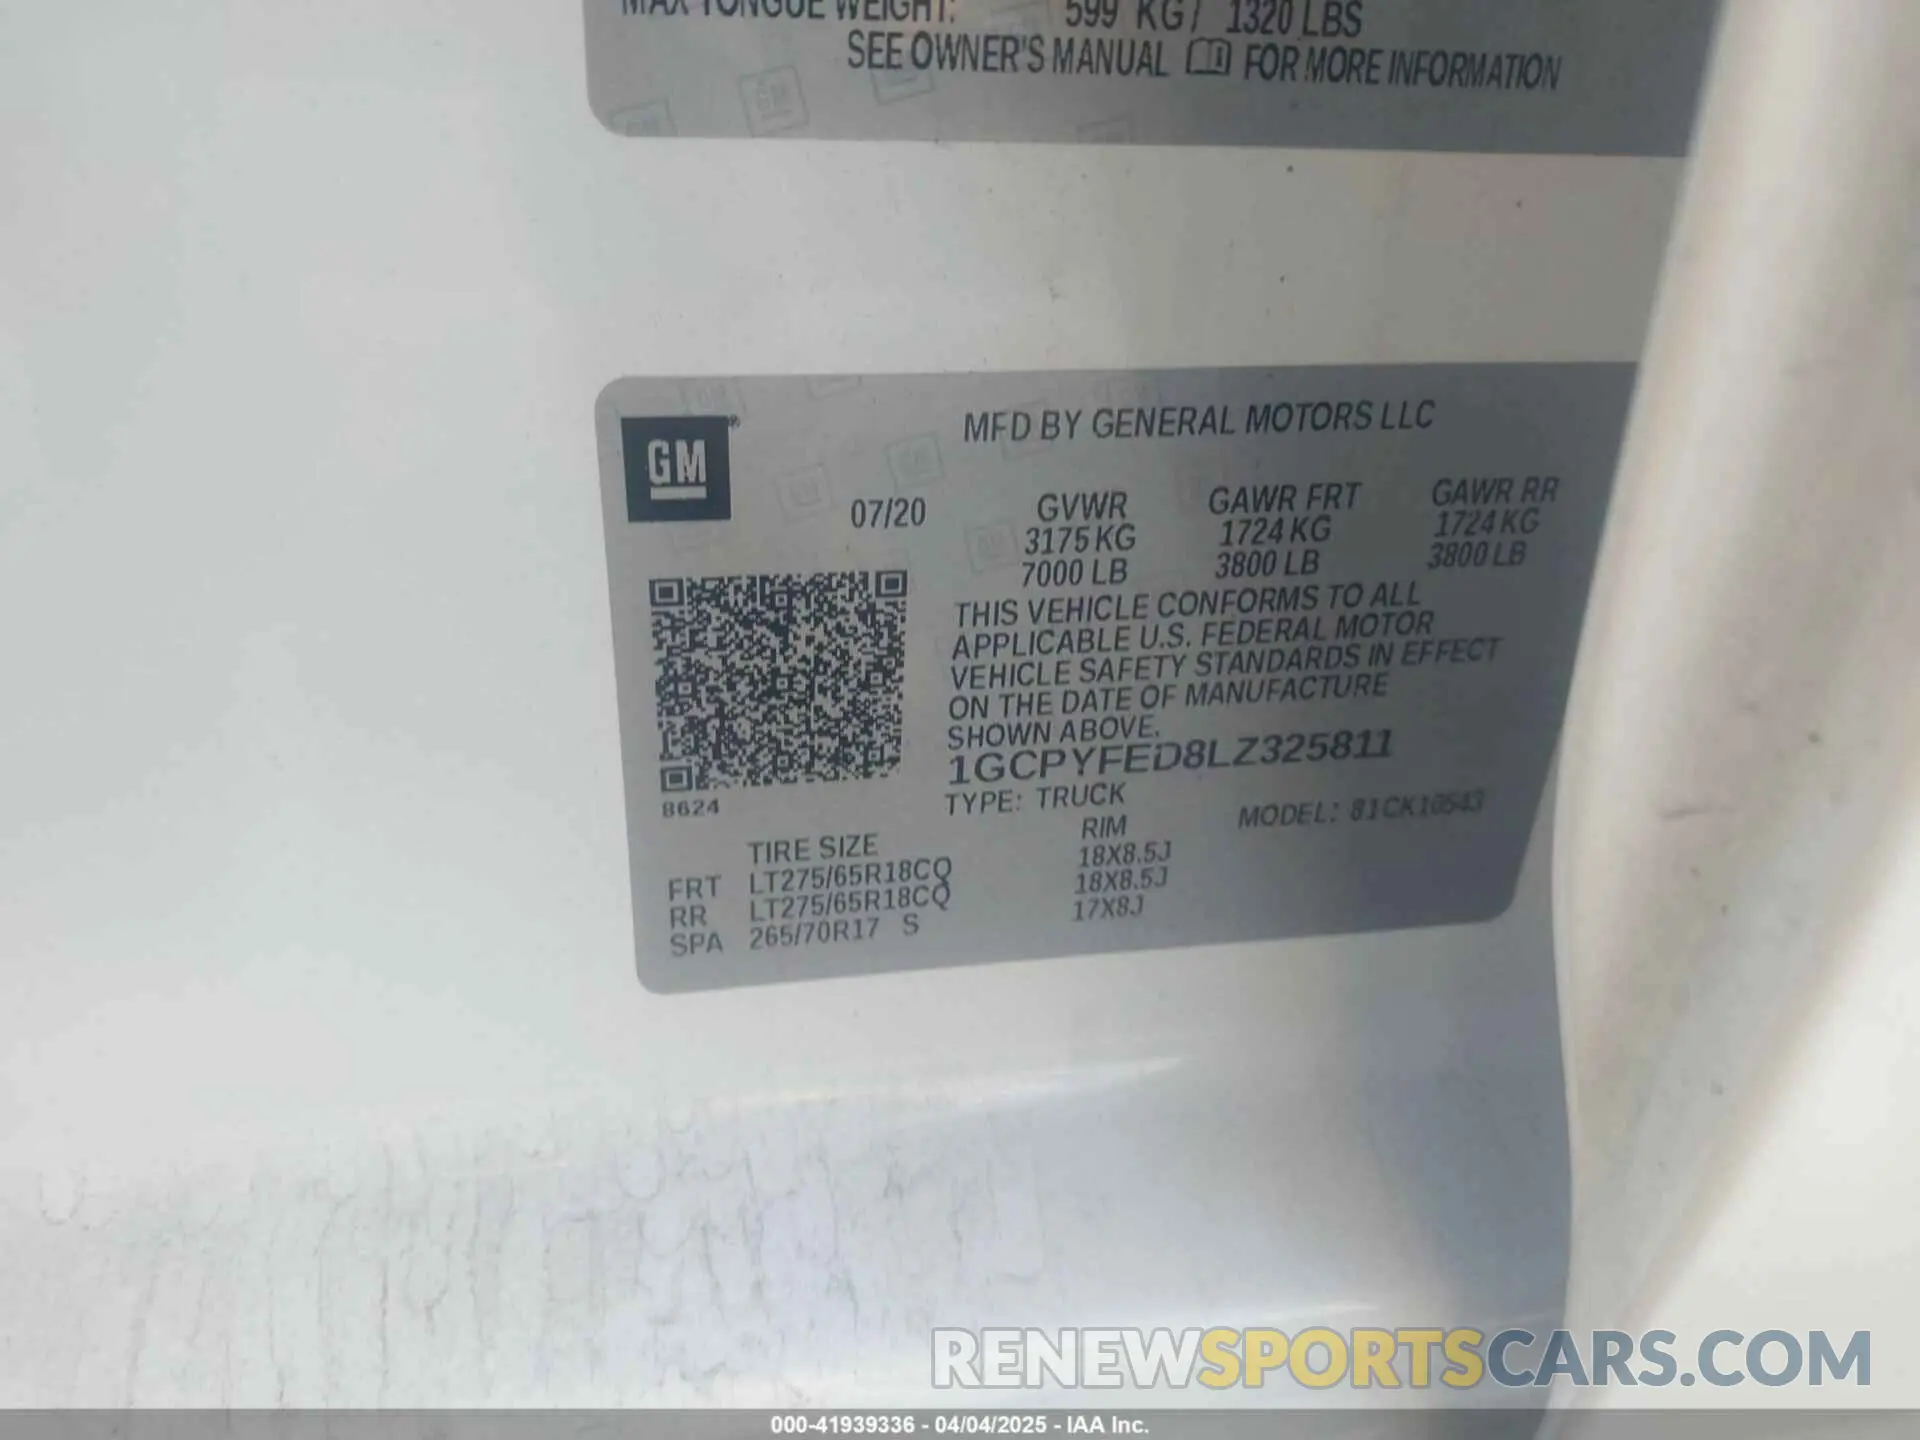 MAX TONGUE WEIGHT: 599 KG / 1320 LBS
SEE OWNER'S MANUAL FOR MORE INFORMATION
GM ®
MFD BY GENERAL MOTORS LLC
07/20 GVWR GAWR FRT GAWR RR
3175 KG 1724 KG 1724 KG
7000 LB 3800 LB 3800 LB
THIS VEHICLE CONFORMS TO ALL
APPLICABLE U.S. FEDERAL MOTOR
VEHICLE SAFETY STANDARDS IN EFFECT
ON THE DATE OF MANUFACTURE
SHOWN ABOVE.
1GCPYFED8LZ325811
8624
TYPE: TRUCK MODEL: 81CK10543
TIRE SIZE RIM
FRT LT275/65R18CQ 18X8.5J
RR LT275/65R18CQ 18X8.5J
SPA 265/70R17 S 17X8J
RENEWSPORTSCARS.COM
000-41939336 - 04/04/2025 - IAA Inc.